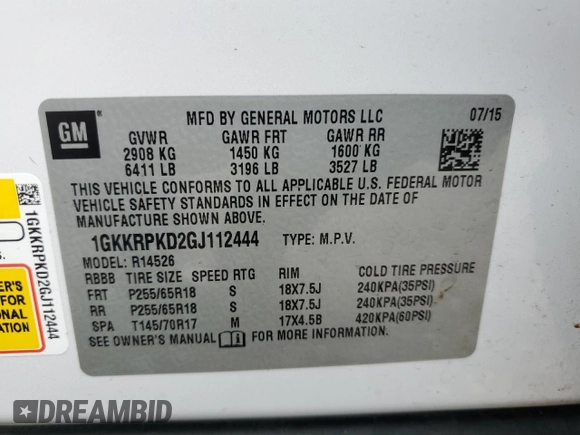 GM
MFD BY GENERAL MOTORS LLC 07/15
GVWR GAWR FRT GAWR RR
2908 KG 1450 KG 1600 KG
6411 LB 3196 LB 3527 LB
THIS VEHICLE CONFORMS TO ALL APPLICABLE U.S. FEDERAL MOTOR
VEHICLE SAFETY STANDARDS IN EFFECT ON THE DATE OF
MANUFACTURE SHOWN ABOVE.
1GKKRPKD2GJ112444 TYPE: M.P.V.
MODEL: R14526
RBBB TIRE SIZE SPEED RTG RIM COLD TIRE PRESSURE
FRT P255/65R18 S 18X7.5J 240KPA(35PSI)
RR P255/65R18 S 18X7.5J 240KPA(35PSI)
SPA T145/70R17 M 17X4.5B 420KPA(60PSI)
SEE OWNER'S MANUAL FOR MORE INFORMATION
1GKKRPKD2GJ112444
NER'S
FOR
IONAL
ATION
DREAMBID